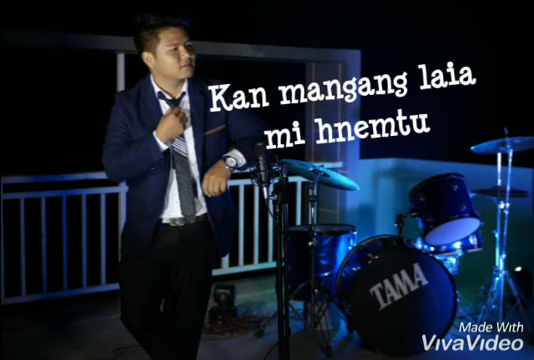 Kan mangang laia
mi hnemtu
TAMA
Made With
VivaVideo